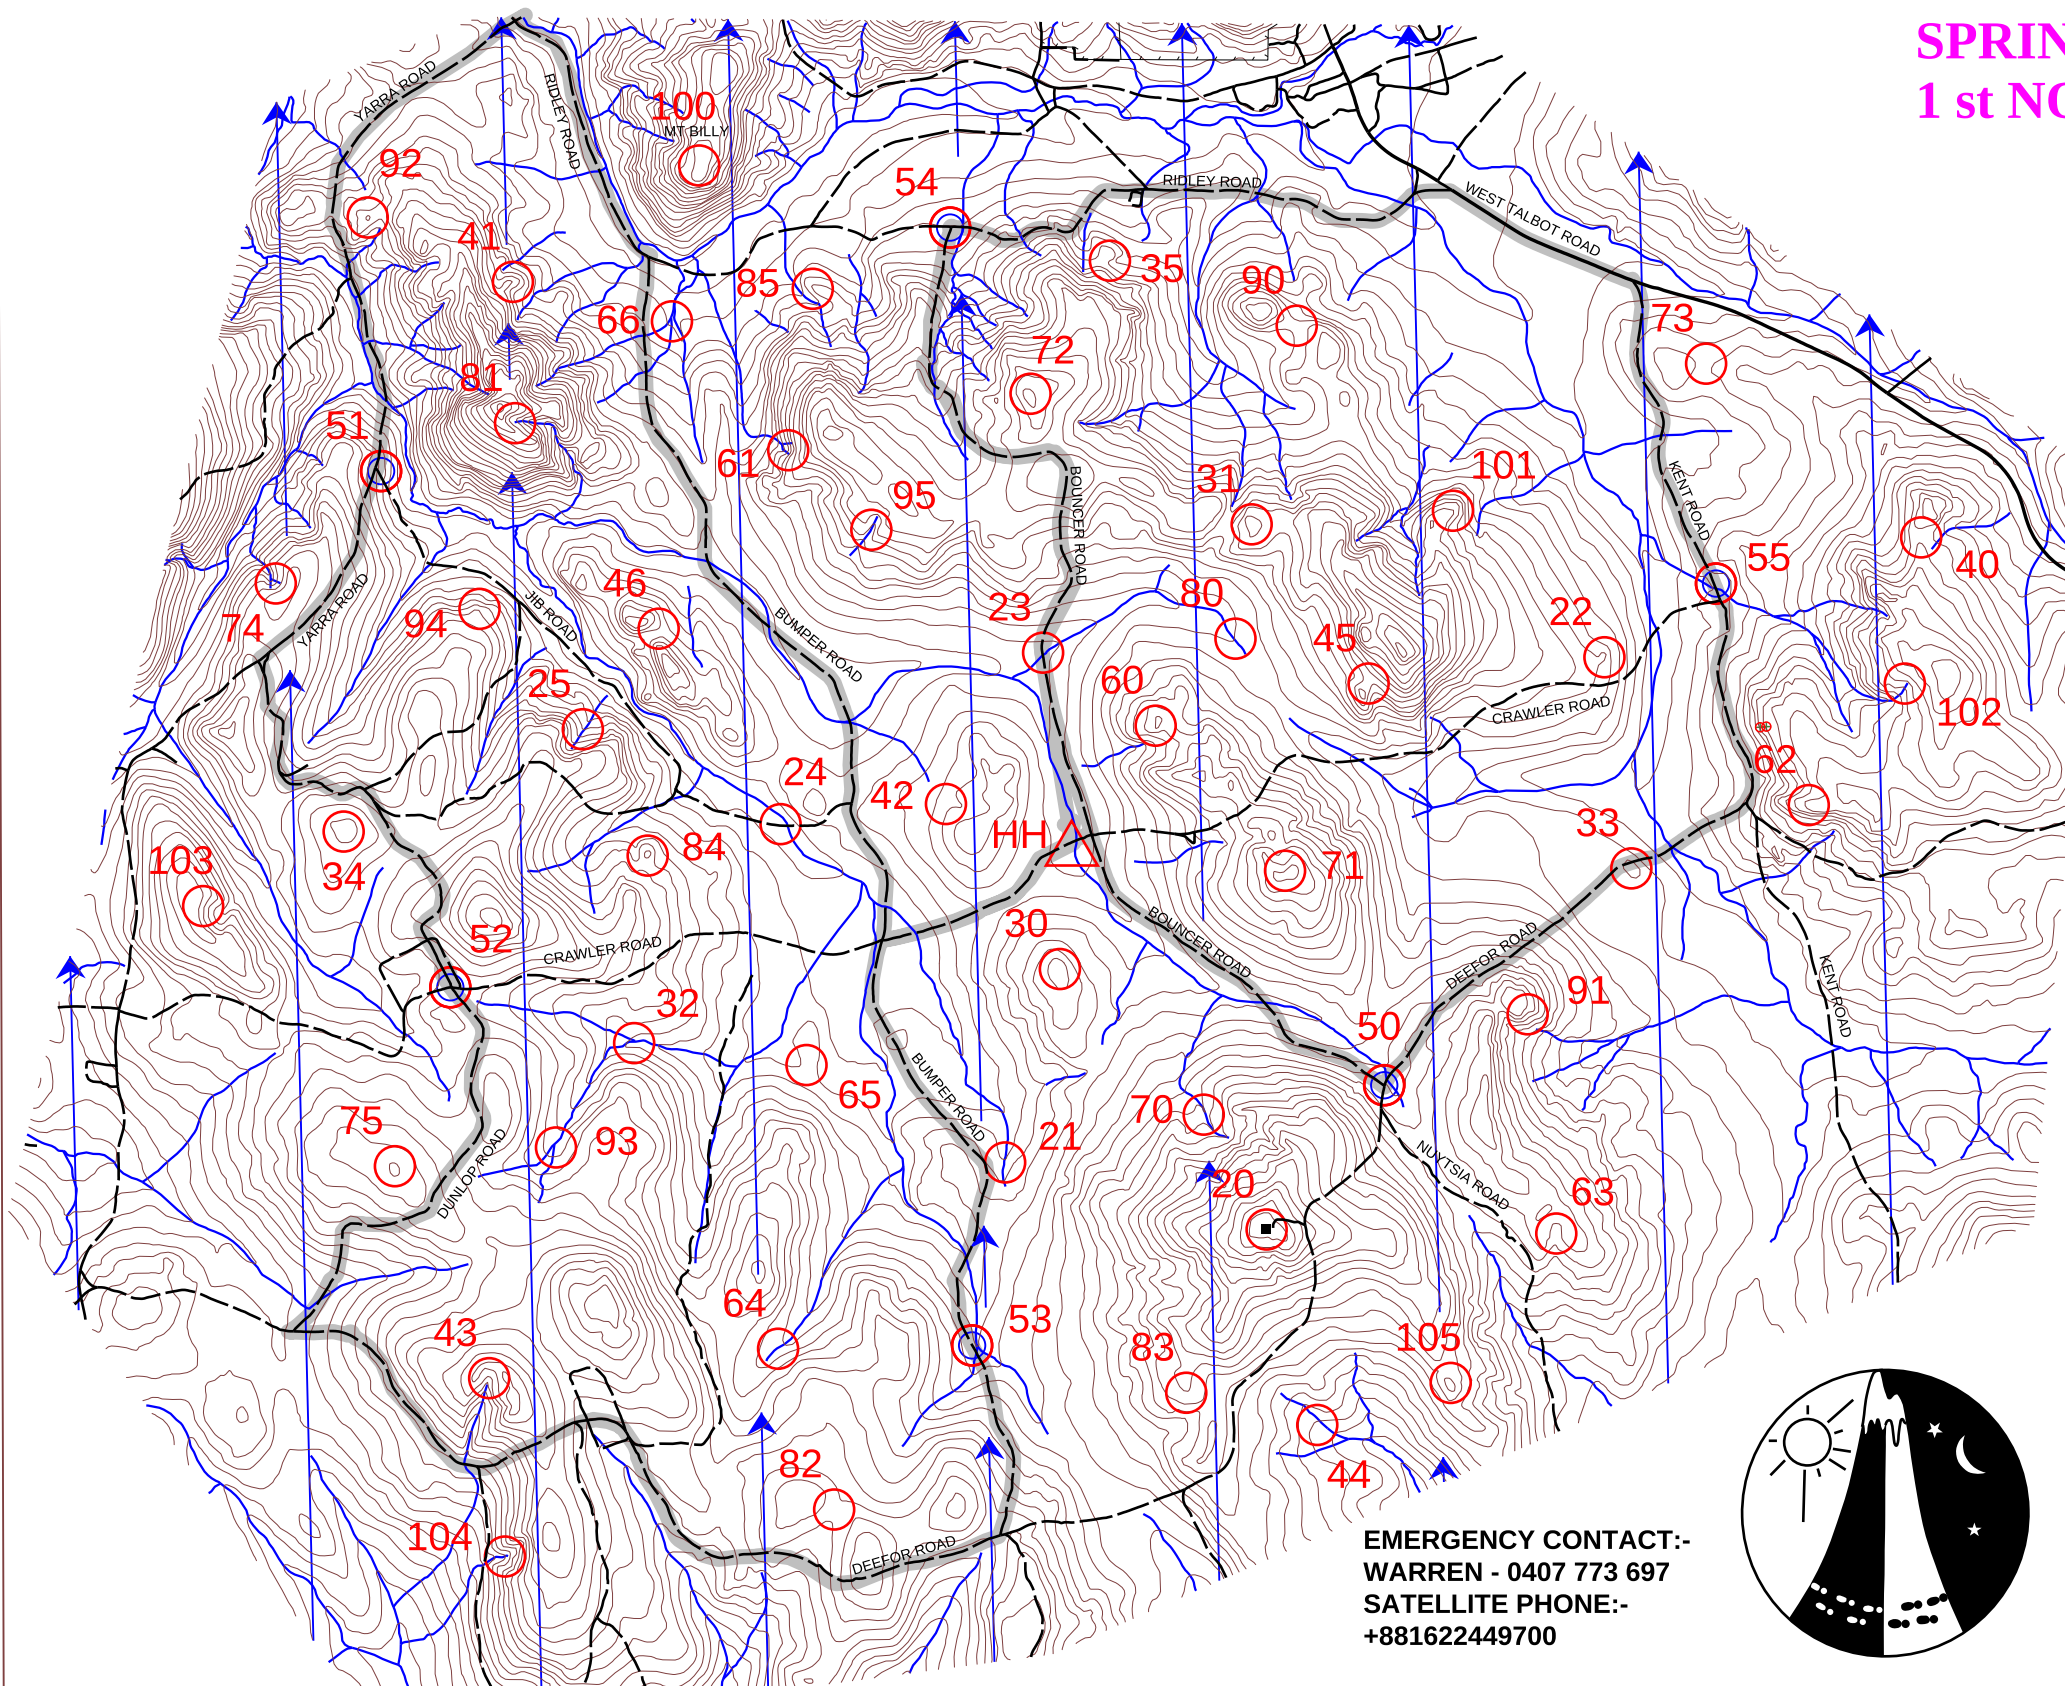 SPRIN
1 st NO
YARRA ROAD
RIDLEY ROAD
100
MT BILLY
92
54
RIDLEY ROAD
WEST TALBOT ROAD
41
85
35
90
66
73
72
81
51
61
95
31
101
BOUNCER ROAD
KENT ROAD
55
40
74
YARRA ROAD
94
JIB ROAD
46
BUMPER ROAD
23
80
45
22
25
60
CRAWLER ROAD
102
62
24
42
HH
33
103
34
84
71
52
CRAWLER ROAD
30
BOUNCER ROAD
DEEFOR ROAD
KENT ROAD
32
91
50
65
BUMPER ROAD
75
93
DUNLOP ROAD
21
70
NUYTSIA ROAD
20
63
64
53
43
83
105
82
44
104
DEEFOR ROAD
EMERGENCY CONTACT:-
WARREN - 0407 773 697
SATELLITE PHONE:-
+881622449700